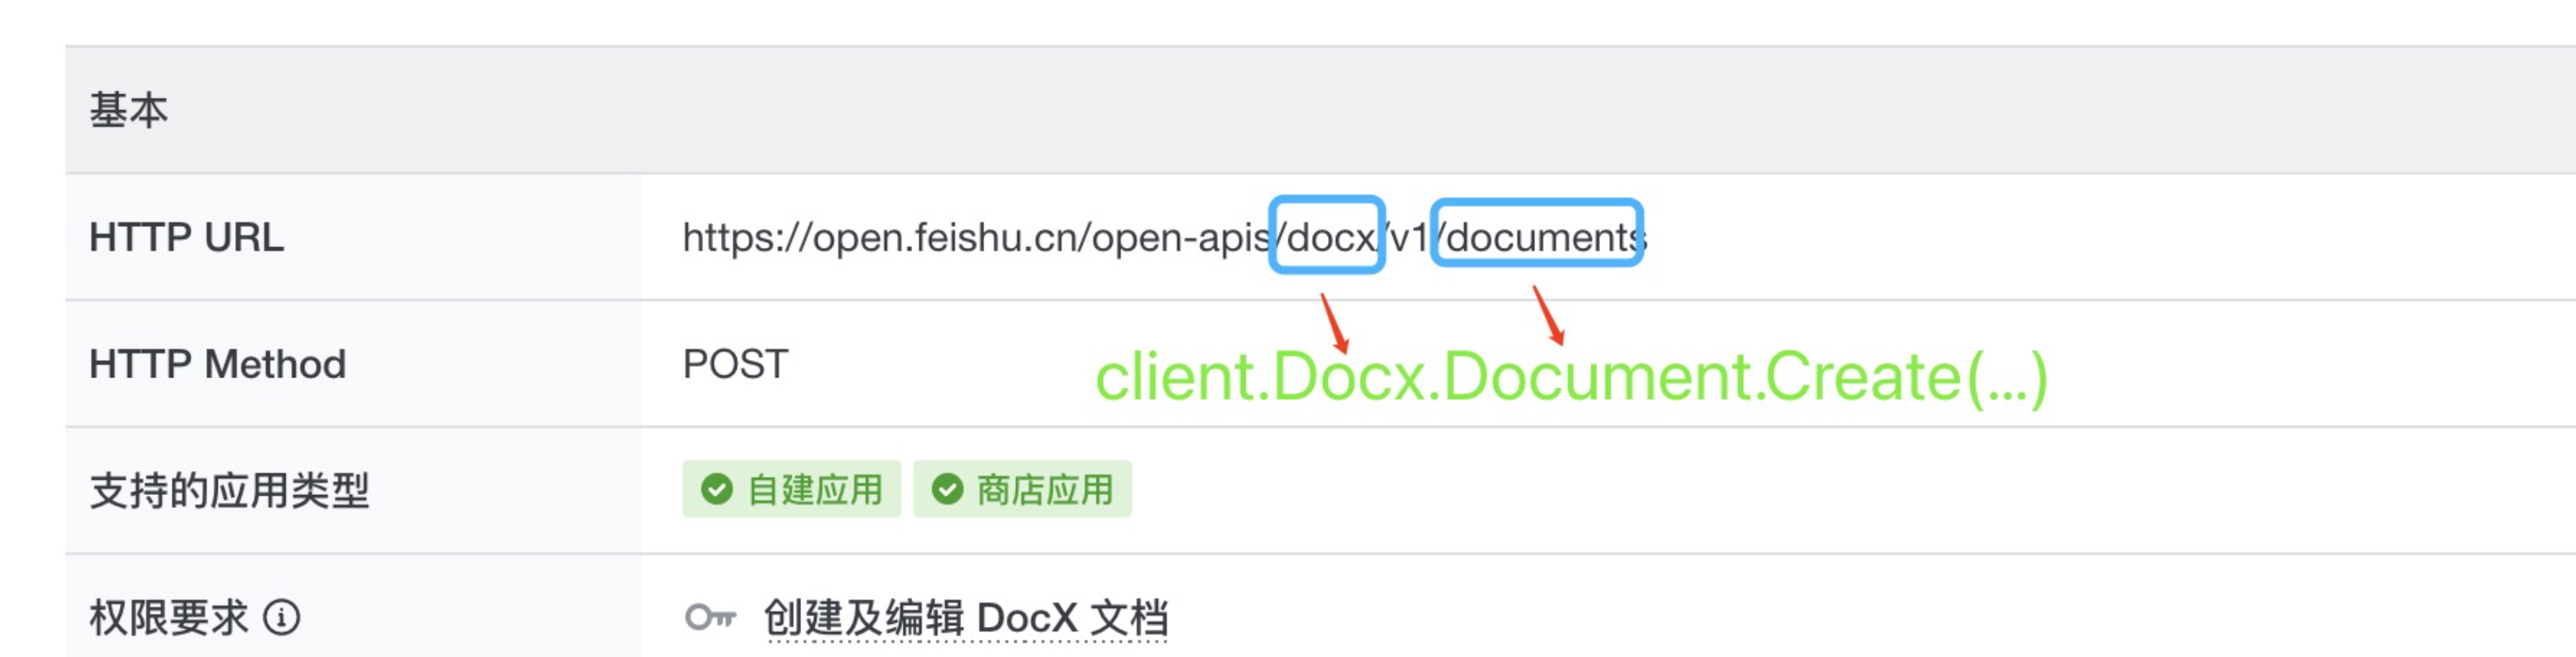 基本
HTTP URL
https://open.feishu.cn/open-apis/docx/v1/documents
HTTP Method
POST
client.Docx.Document.Create(...)
支持的应用类型
自建应用 商店应用
权限要求
创建及编辑 DocX 文档